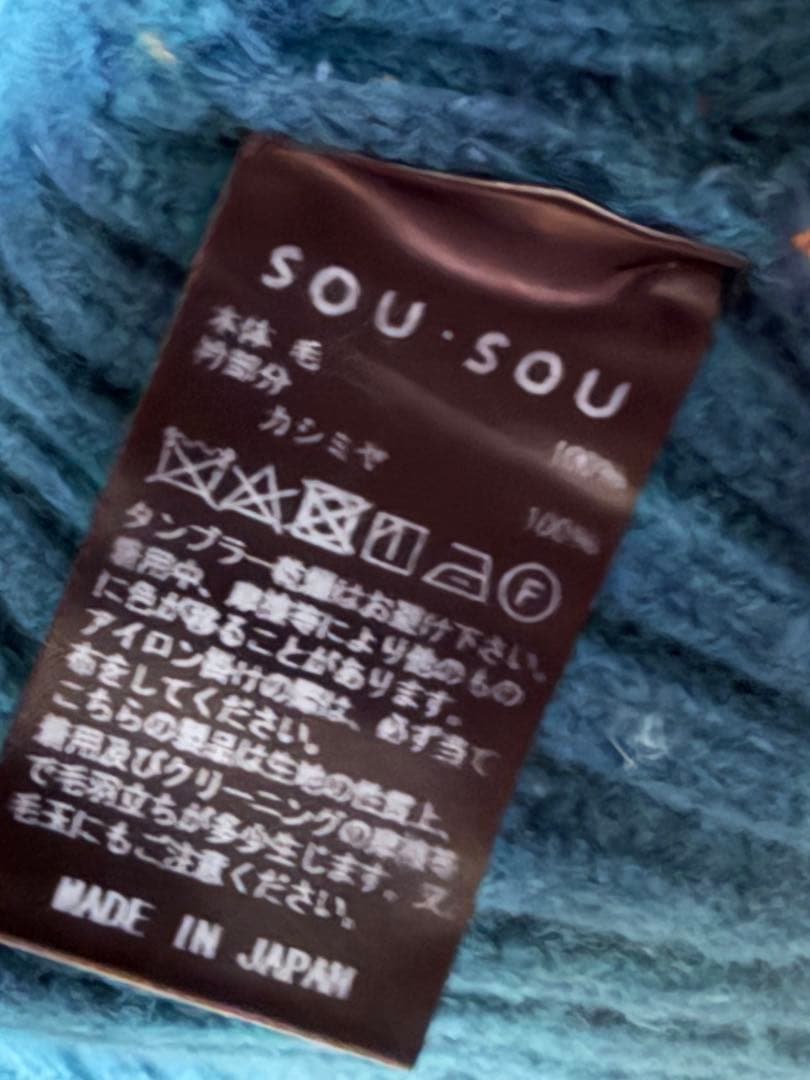 SOU・SOU
本体 毛 100%
衿部分
カシミヤ 100%
F
タンブラー乾燥はお避け下さい。
着用中、摩擦等により他のもの
に色が移ることがあります。
アイロン掛けの際は、必ず当て
布をしてください。
こちらの製品は生地の性質上、
着用及びクリーニングの摩擦等
で毛羽立ちが多少生じます。又、
毛玉にもご注意ください。
MADE IN JAPAN